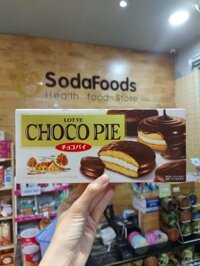 SodaFoods
Health food Store
LOTTE
CHOCO PIE
チョコパイ